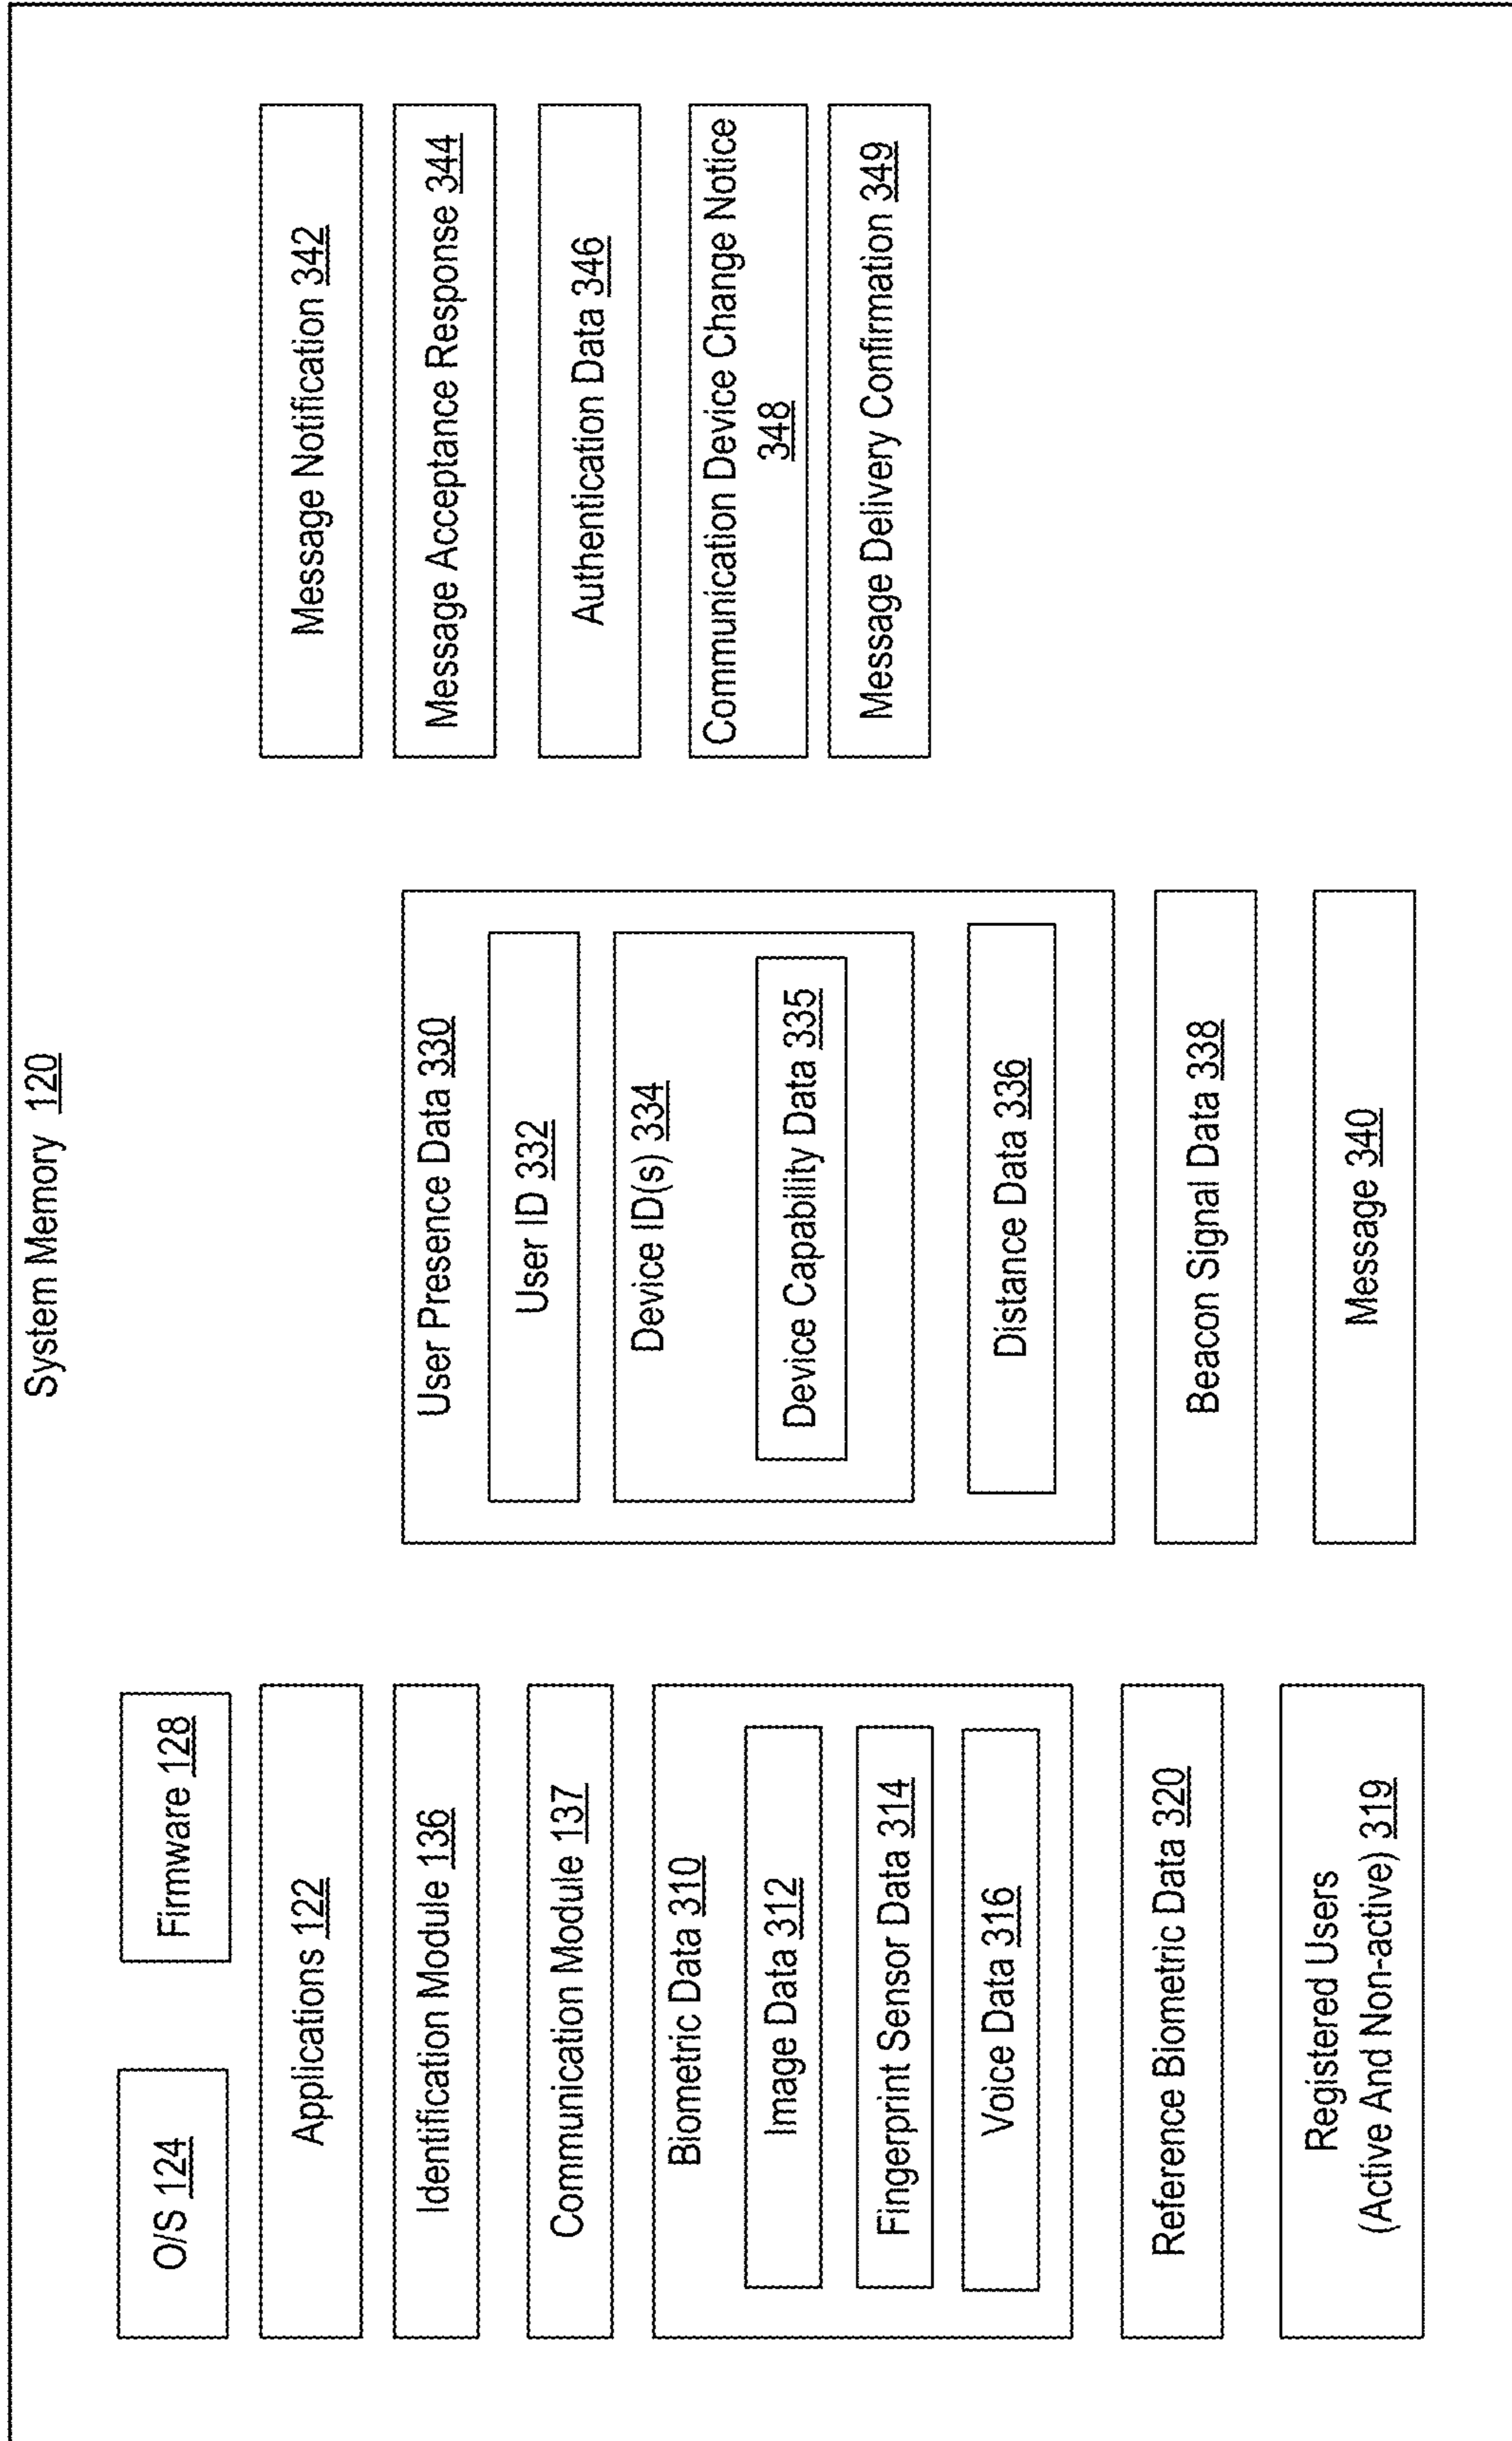 System Memory 120
O/S 124
Firmware 128
Applications 122
Identification Module 136
Communication Module 137
Biometric Data 310
Image Data 312
Fingerprint Sensor Data 314
Voice Data 316
Reference Biometric Data 320
Registered Users
(Active And Non-active) 319
User Presence Data 330
User ID 332
Device ID(s) 334
Device Capability Data 335
Distance Data 336
Beacon Signal Data 338
Message 340
Message Notification 342
Message Acceptance Response 344
Authentication Data 346
Communication Device Change Notice
348
Message Delivery Confirmation 349